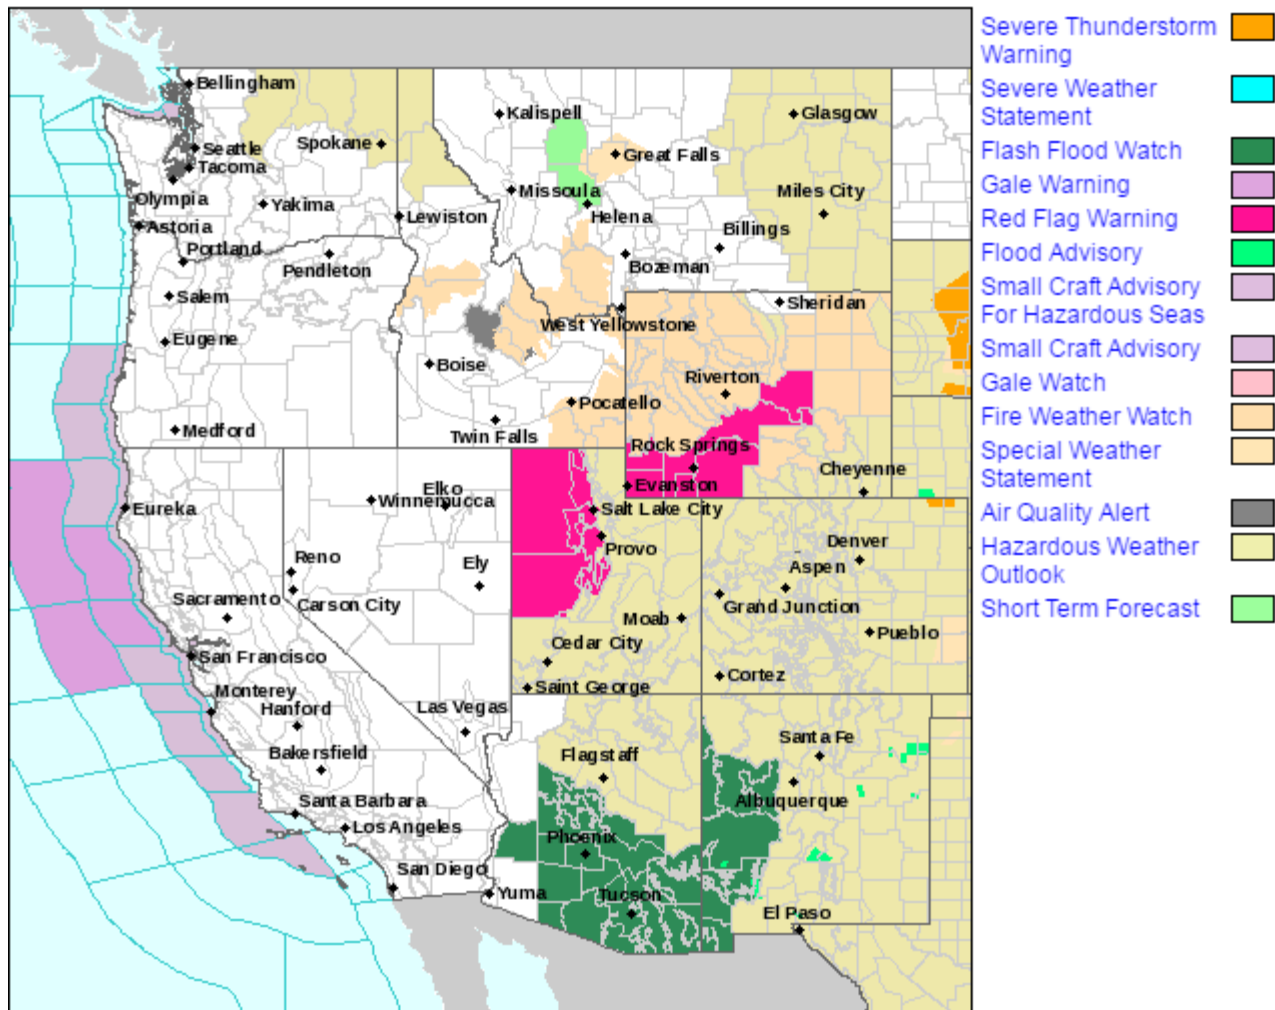 Bellingham
Kalispell
Glasgow
Seattle
Spokane
Great Falls
Tacoma
Missoula
Miles City
Olympia
Yakima
Lewiston
Helena
Astoria
Billings
Portland
Pendleton
Bozeman
Salem
Sheridan
West Yellowstone
Eugene
Boise
Riverton
Pocatello
Medford
Twin Falls
Rock Springs
Cheyenne
Evanston
Elko
Winnemucca
Eureka
Salt Lake City
Provo
Denver
Reno
Ely
Aspen
Sacramento
Carson City
Grand Junction
Moab
Pueblo
Cedar City
San Francisco
Cortez
Saint George
Monterey
Hanford
Las Vegas
Santa Fe
Bakersfield
Flagstaff
Albuquerque
Santa Barbara
Los Angeles
Phoenix
San Diego
Yuma
Tucson
El Paso
Severe Thunderstorm
Warning
Severe Weather
Statement
Flash Flood Watch
Gale Warning
Red Flag Warning
Flood Advisory
Small Craft Advisory
For Hazardous Seas
Small Craft Advisory
Gale Watch
Fire Weather Watch
Special Weather
Statement
Air Quality Alert
Hazardous Weather
Outlook
Short Term Forecast